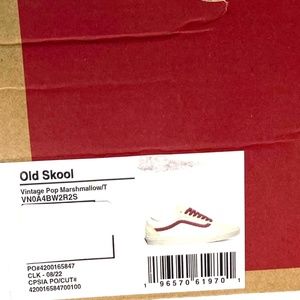 Old Skool
Vintage Pop Marshmallow/T
VN0A4BW2R2S
PO#4200165847
CLK - 08/22
CPSIA PO/CUT#
420016584700100
1 96570 61970 1